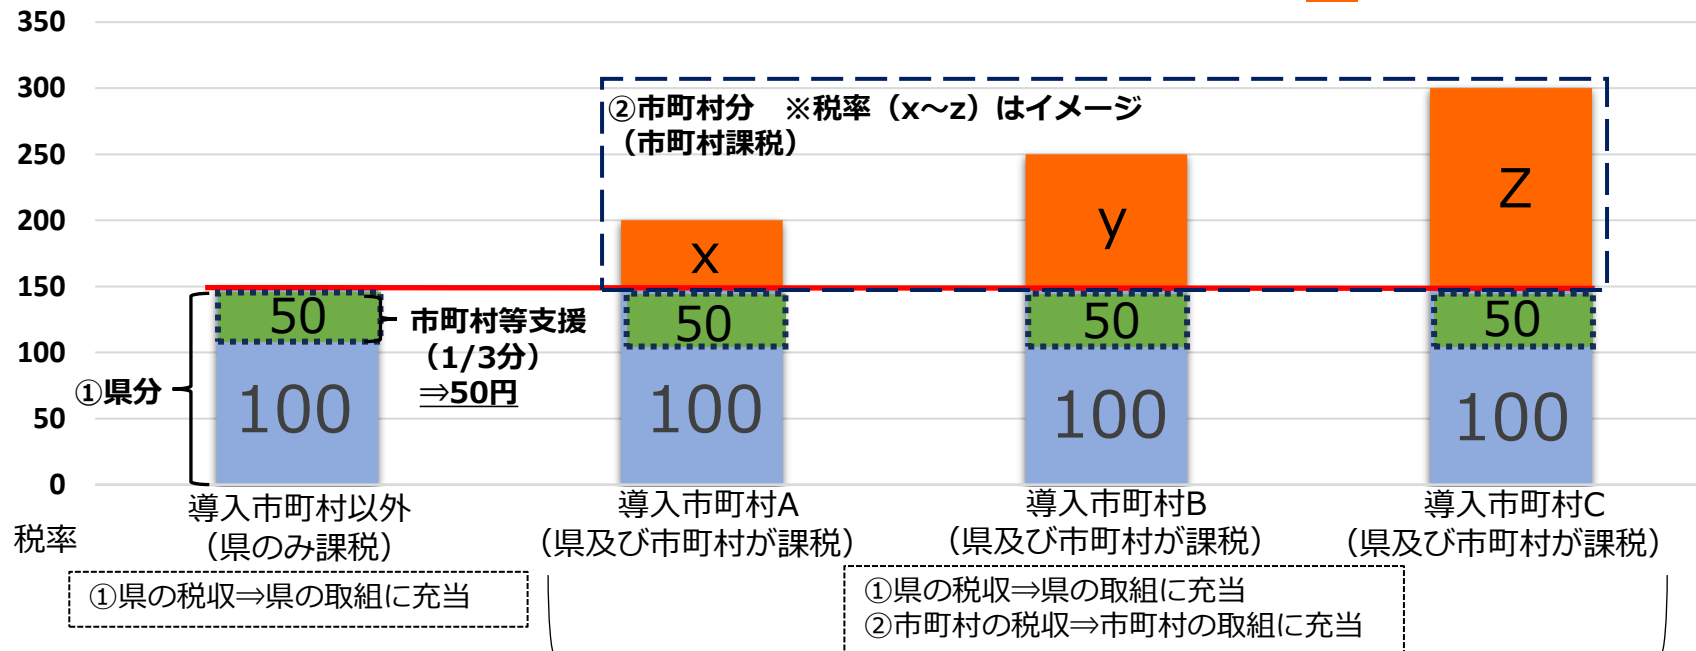 350
300
250
200
150
100
50
0
税率
②市町村分　※税率（x～z）はイメージ
（市町村課税）
x
y
Z
50
50
50
50
市町村等支援
（1/3分）
⇒50円
①県分
100
100
100
100
導入市町村以外
（県のみ課税）
導入市町村A
（県及び市町村が課税）
導入市町村B
（県及び市町村が課税）
導入市町村C
（県及び市町村が課税）
①県の税収⇒県の取組に充当
①県の税収⇒県の取組に充当
②市町村の税収⇒市町村の取組に充当